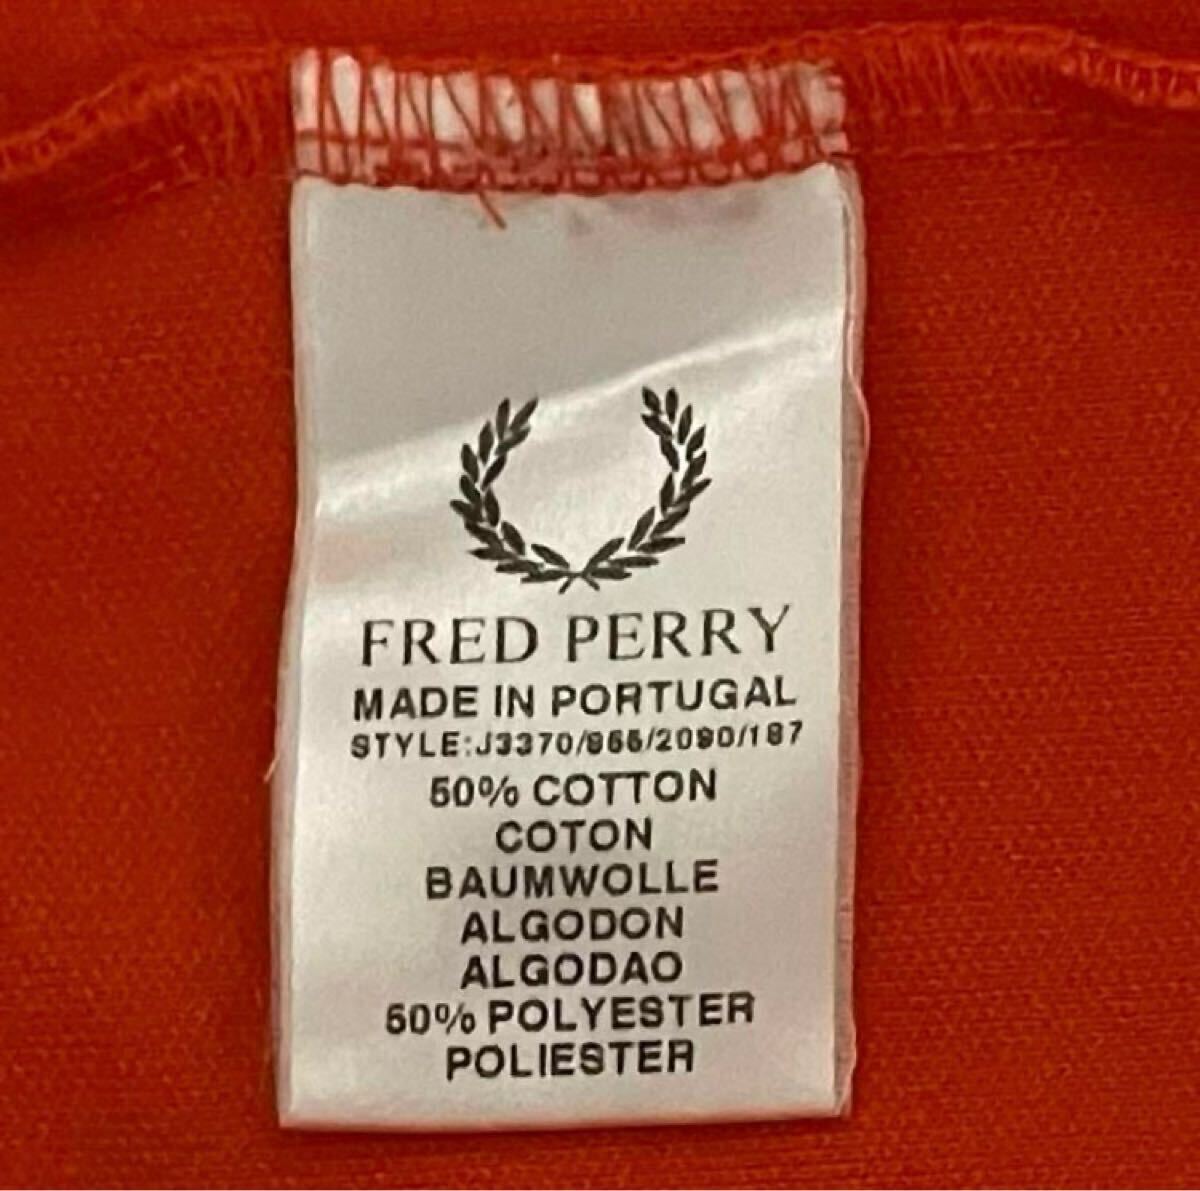 FRED PERRY
MADE IN PORTUGAL
STYLE:J3370/966/2090/187
50% COTTON
COTON
BAUMWOLLE
ALGODON
ALGODAO
50% POLYESTER
POLIESTER